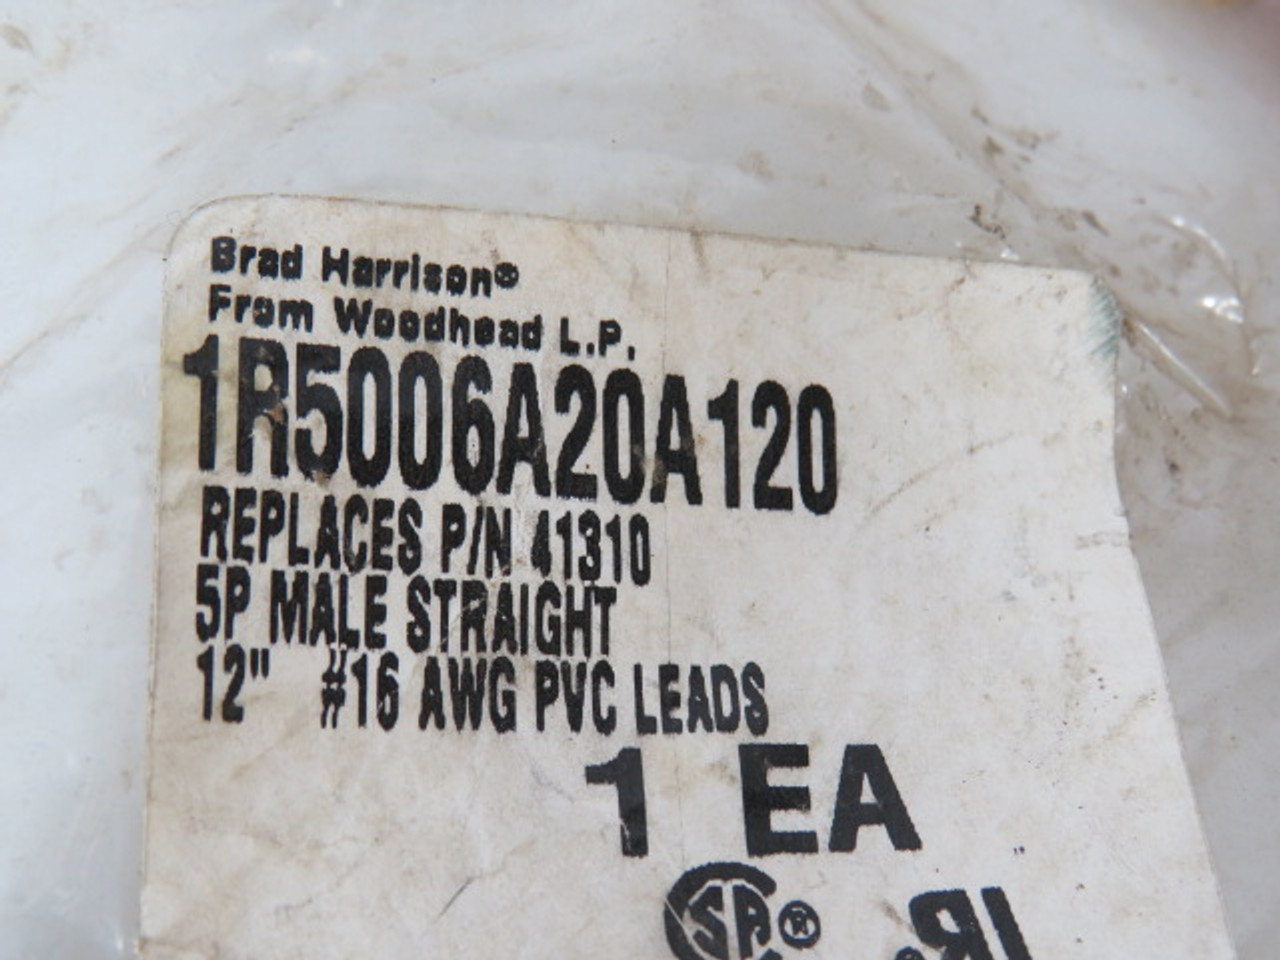 Brad Harrison®
From Woodhead L.P.
1R5006A20A120
REPLACES P/N 41310
5P MALE STRAIGHT
12" #16 AWG PVC LEADS
1 EA